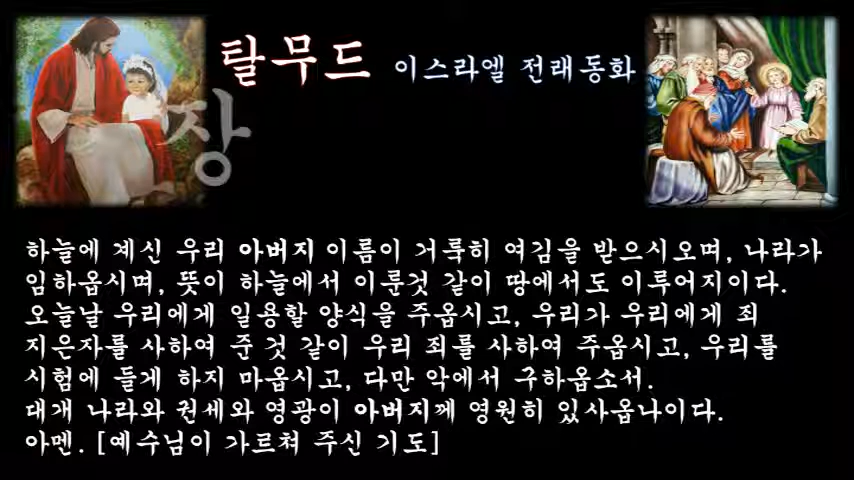 탈무드 이스라엘 전래동화
장
하늘에 계신 우리 아버지 이름이 거룩히 여김을 받으시오며, 나라가
임하옵시며, 뜻이 하늘에서 이룬것 같이 땅에서도 이루어지이다.
오늘날 우리에게 일용할 양식을 주옵시고, 우리가 우리에게 죄
지은자를 사하여 준 것 같이 우리 죄를 사하여 주옵시고, 우리를
시험에 들게 하지 마옵시고, 다만 악에서 구하옵소서.
대개 나라와 권세와 영광이 아버지께 영원히 있사옵나이다.
아멘. [예수님이 가르쳐 주신 기도]